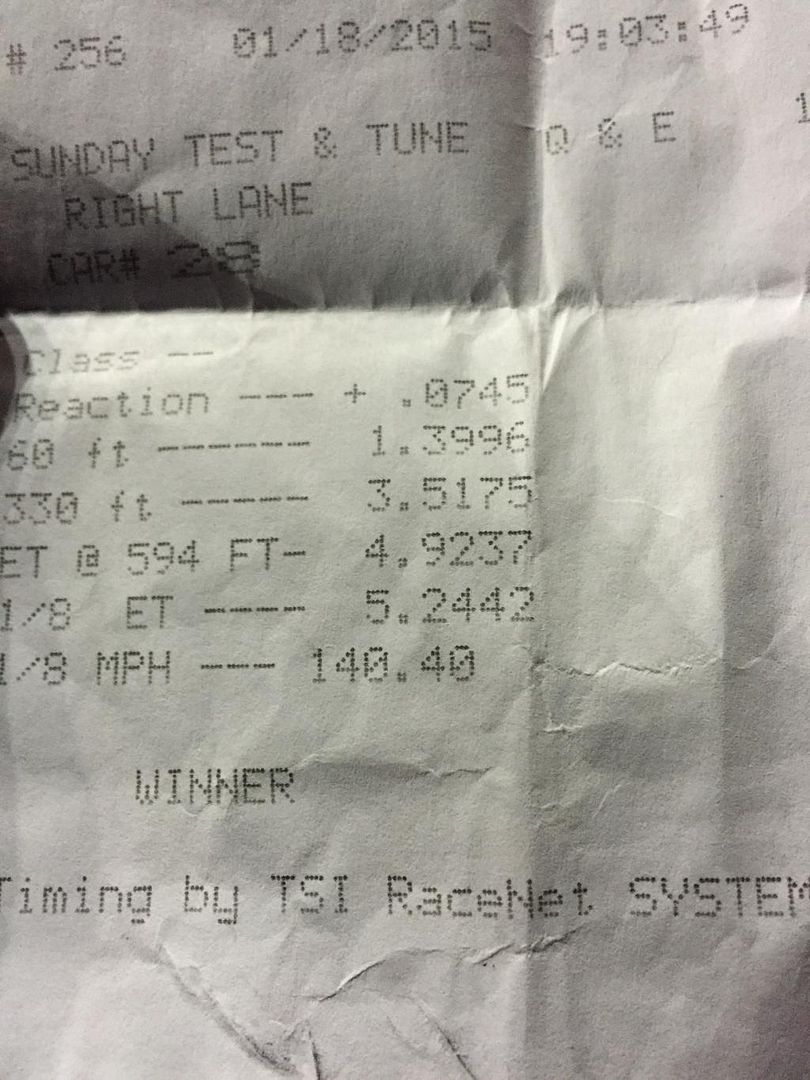 # 256 01/18/2015 19:03:49
SUNDAY TEST & TUNE Q & E 1
RIGHT LANE
CAR# 28
Class --
Reaction --- + .0745
60 ft ------ 1.3996
330 ft ----- 3.5175
ET @ 594 FT- 4.9237
1/8 ET ---- 5.2442
1/8 MPH --- 140.40
WINNER
Timing by TSI RaceNet SYSTEM